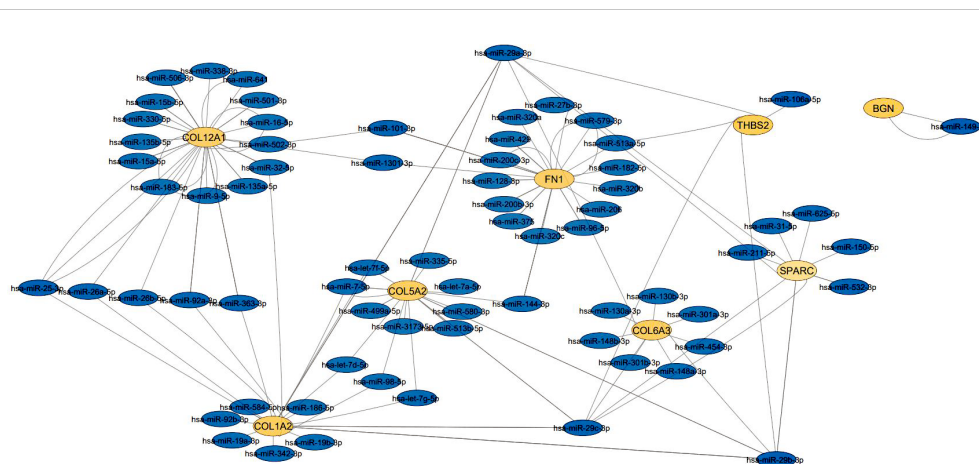 hsa-miR-29a-3p
hsa-miR-338-3p
hsa-miR-506-3p
hsa-miR-641
hsa-miR-15b-5p
hsa-miR-501-3p
hsa-miR-106a-5p
hsa-miR-27b-3p
BGN
hsa-miR-330-5p
hsa-miR-16-5p
hsa-miR-320a
hsa-miR-579-3p
THBS2
hsa-miR-149-
hsa-miR-101-3p
hsa-miR-513a-5p
COL12A1
hsa-miR-429
hsa-miR-135b-5p
hsa-miR-502-3p
hsa-miR-15a-5p
hsa-miR-1301-3p
hsa-miR-200c-3p
hsa-miR-182-5p
hsa-miR-32-5p
FN1
hsa-miR-128-3p
hsa-miR-320b
hsa-miR-183-5p
hsa-miR-9-5p
hsa-miR-135a-5p
hsa-miR-200b-3p
hsa-miR-206
hsa-miR-375
hsa-miR-96-5p
hsa-miR-320c
hsa-miR-625-5p
hsa-miR-31-5p
hsa-miR-150-5p
hsa-miR-211-5p
hsa-let-7f-5p
hsa-miR-335-5p
SPARC
hsa-miR-25-3p
hsa-miR-26a-5p
hsa-miR-26b-5p
hsa-miR-92a-3p
hsa-miR-363-3p
hsa-miR-7-5p
hsa-let-7a-5p
COL5A2
hsa-miR-532-3p
hsa-miR-130b-3p
hsa-miR-144-3p
hsa-miR-499a-5p
hsa-miR-580-3p
hsa-miR-130a-3p
hsa-miR-301a-3p
hsa-miR-3173-5p
hsa-miR-513b-5p
COL6A3
hsa-miR-148b-3p
hsa-miR-454-3p
hsa-miR-301b-3p
hsa-let-7d-5p
hsa-miR-148a-3p
hsa-miR-98-5p
hsa-let-7g-5p
hsa-miR-584-5p
hsa-miR-186-5p
hsa-miR-92b-3p
COL1A2
hsa-miR-29c-3p
hsa-miR-19a-3p
hsa-miR-19b-3p
hsa-miR-342-3p
hsa-miR-29b-3p